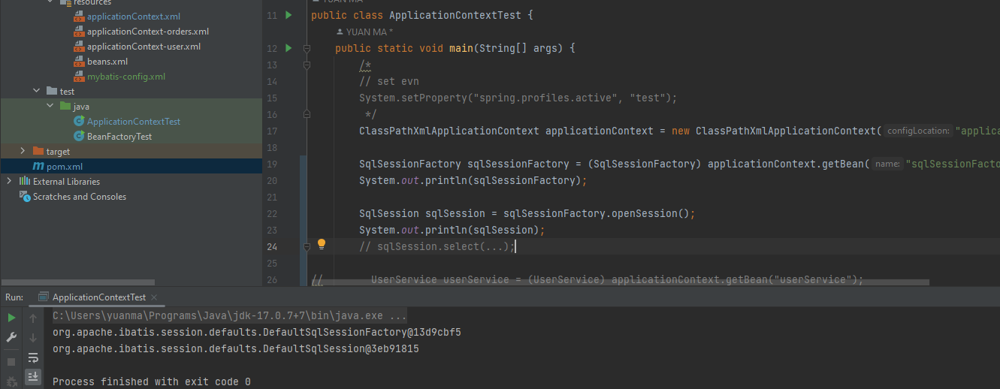 resources
applicationContext.xml
applicationContext-orders.xml
applicationContext-user.xml
beans.xml
mybatis-config.xml
test
java
ApplicationContextTest
BeanFactoryTest
target
pom.xml
External Libraries
Scratches and Consoles
YUAN MA
11 public class ApplicationContextTest {
YUAN MA *
12 public static void main(String[] args) {
13 /*
14 // set evn
15 System.setProperty("spring.profiles.active", "test");
16 */
17 ClassPathXmlApplicationContext applicationContext = new ClassPathXmlApplicationContext( configLocation: "applica
18
19 SqlSessionFactory sqlSessionFactory = (SqlSessionFactory) applicationContext.getBean( name: "sqlSessionFacto
20 System.out.println(sqlSessionFactory);
21
22 SqlSession sqlSession = sqlSessionFactory.openSession();
23 System.out.println(sqlSession);
24 // sqlSession.select(...);
25
26 // UserService userService = (UserService) applicationContext.getBean("userService");
Run: ApplicationContextTest
C:\Users\yuanma\Programs\Java\jdk-17.0.7+7\bin\java.exe ...
org.apache.ibatis.session.defaults.DefaultSqlSessionFactory@13d9cbf5
org.apache.ibatis.session.defaults.DefaultSqlSession@3eb91815
Process finished with exit code 0